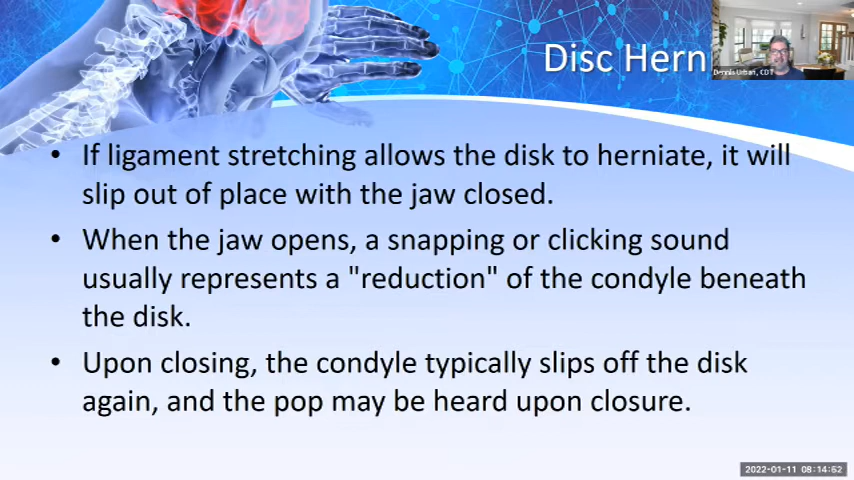 Disc Hern
Dennis Urban, CDT
• If ligament stretching allows the disk to herniate, it will
slip out of place with the jaw closed.
• When the jaw opens, a snapping or clicking sound
usually represents a "reduction" of the condyle beneath
the disk.
• Upon closing, the condyle typically slips off the disk
again, and the pop may be heard upon closure.
2022-01-11 08:14:52